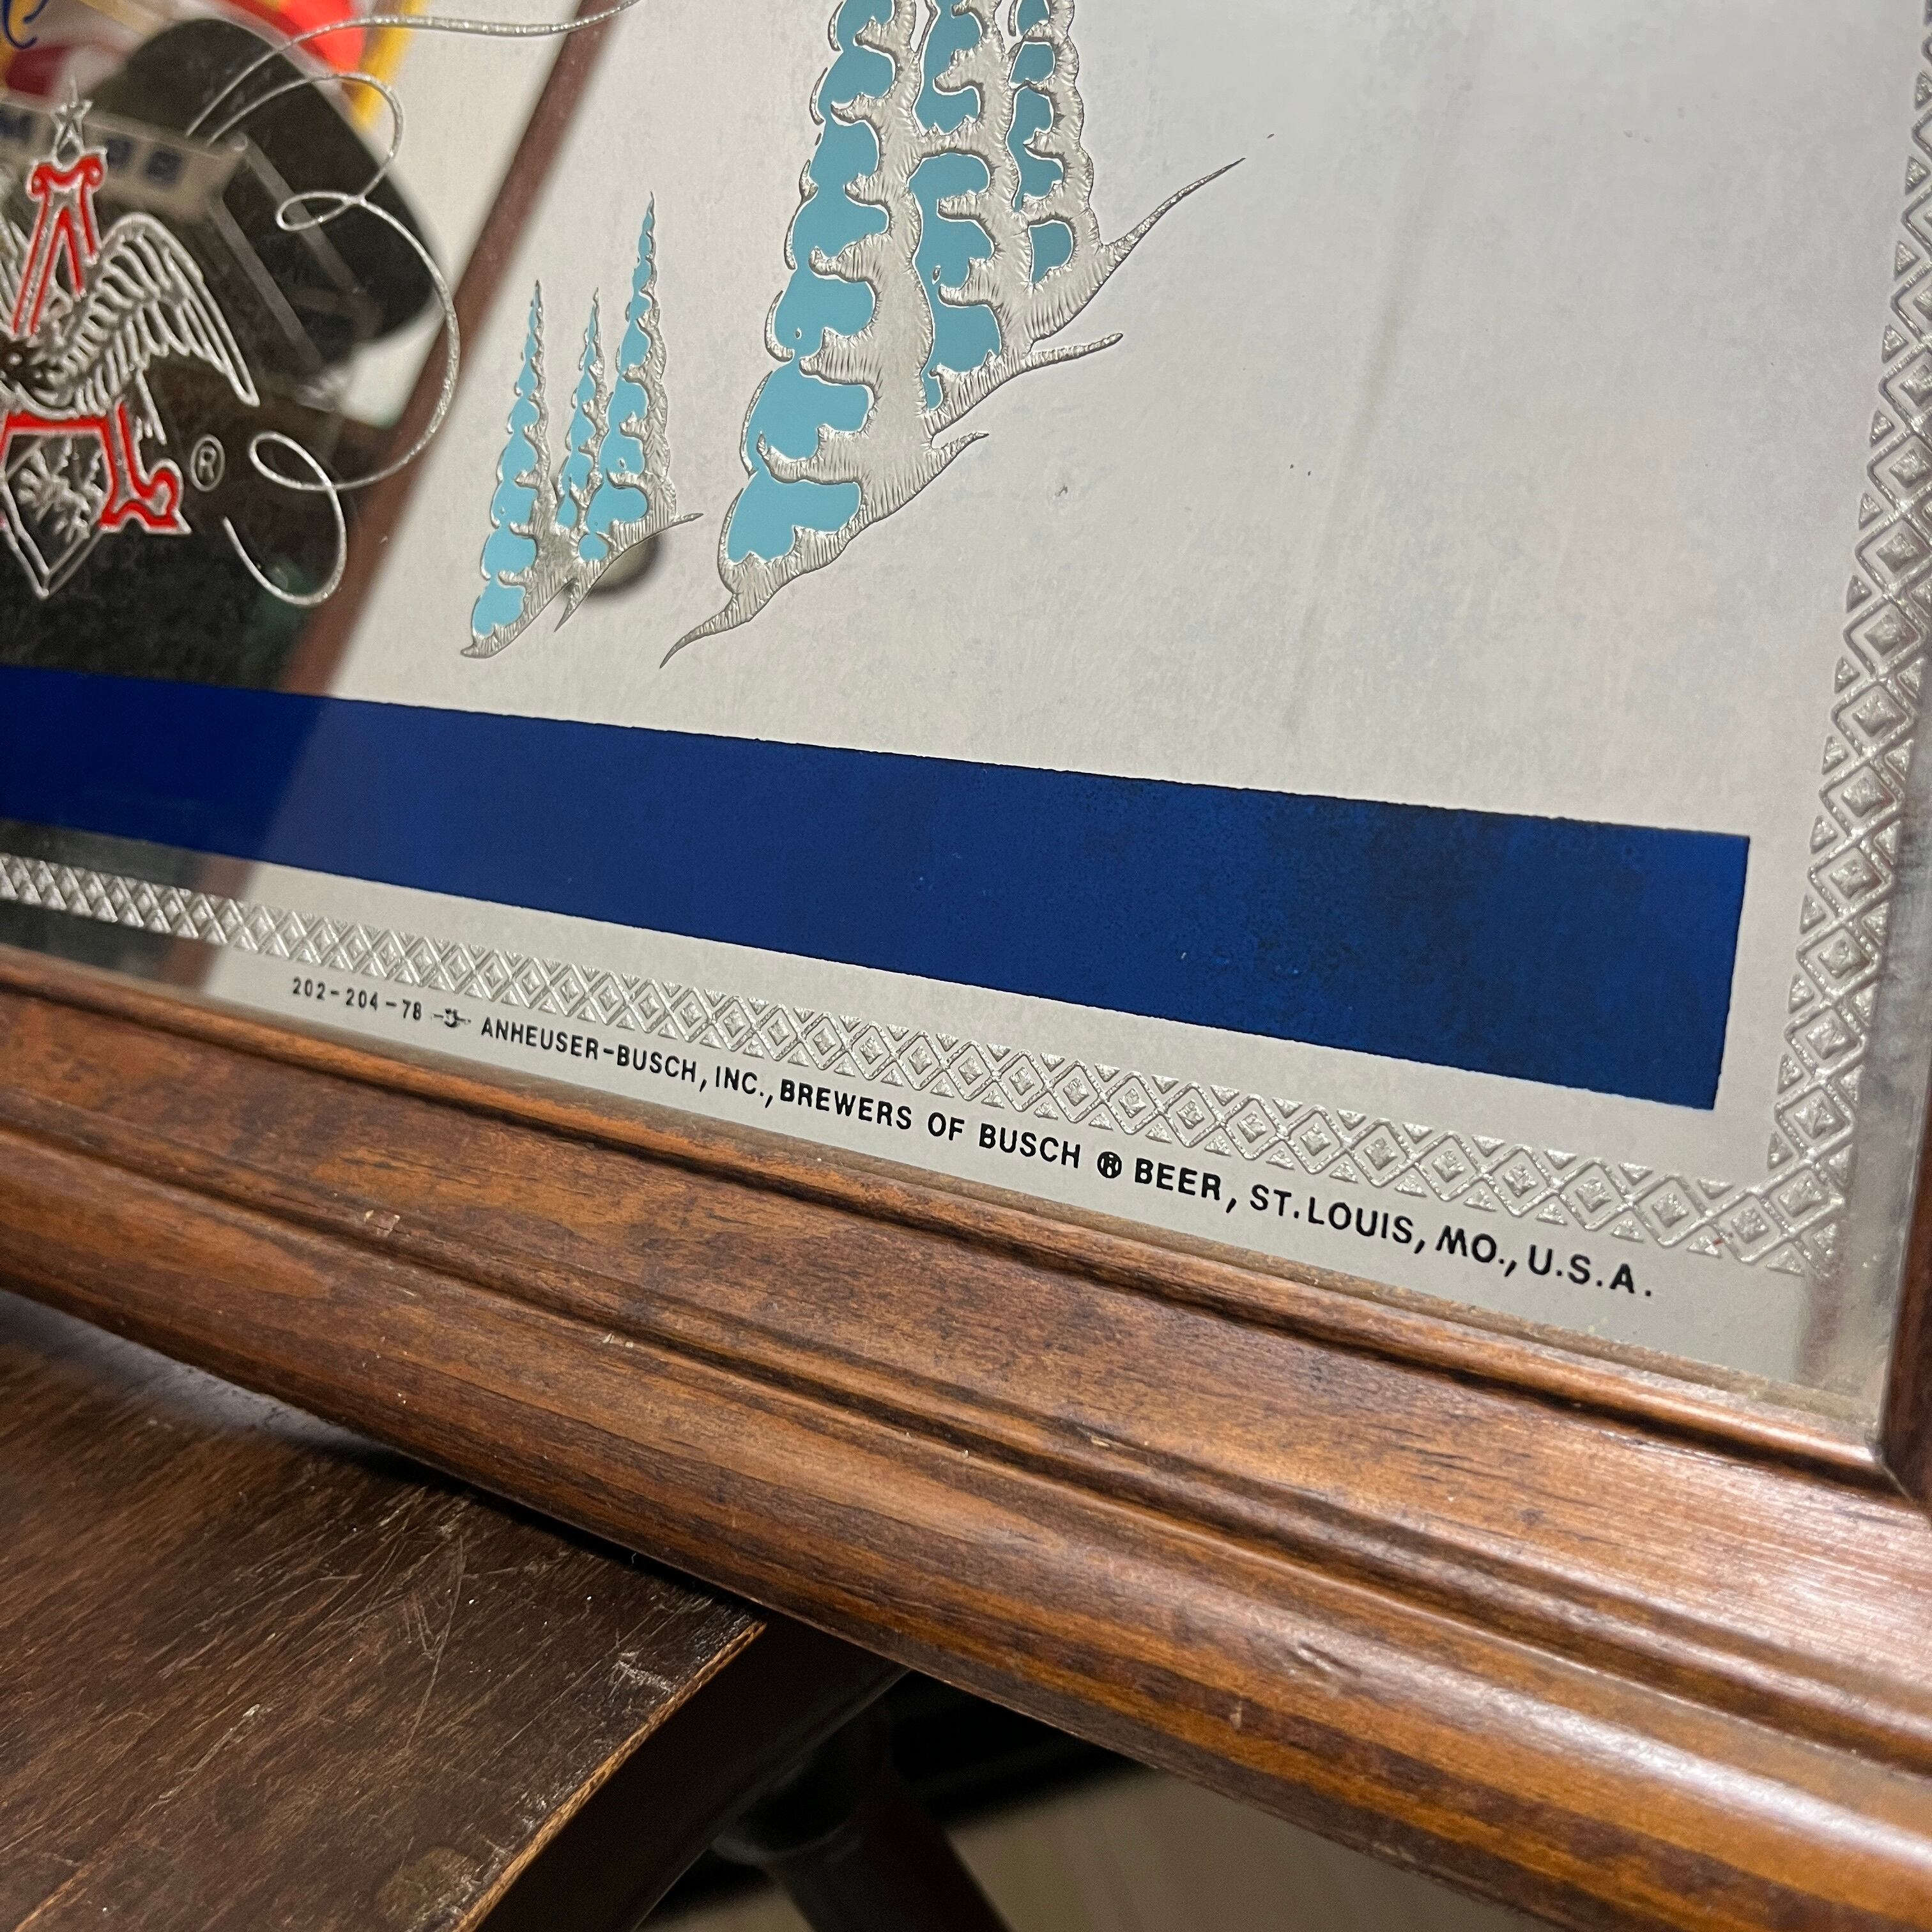 A
®
202-204-78 ANHEUSER-BUSCH, INC., BREWERS OF BUSCH ® BEER, ST. LOUIS, MO., U.S.A.